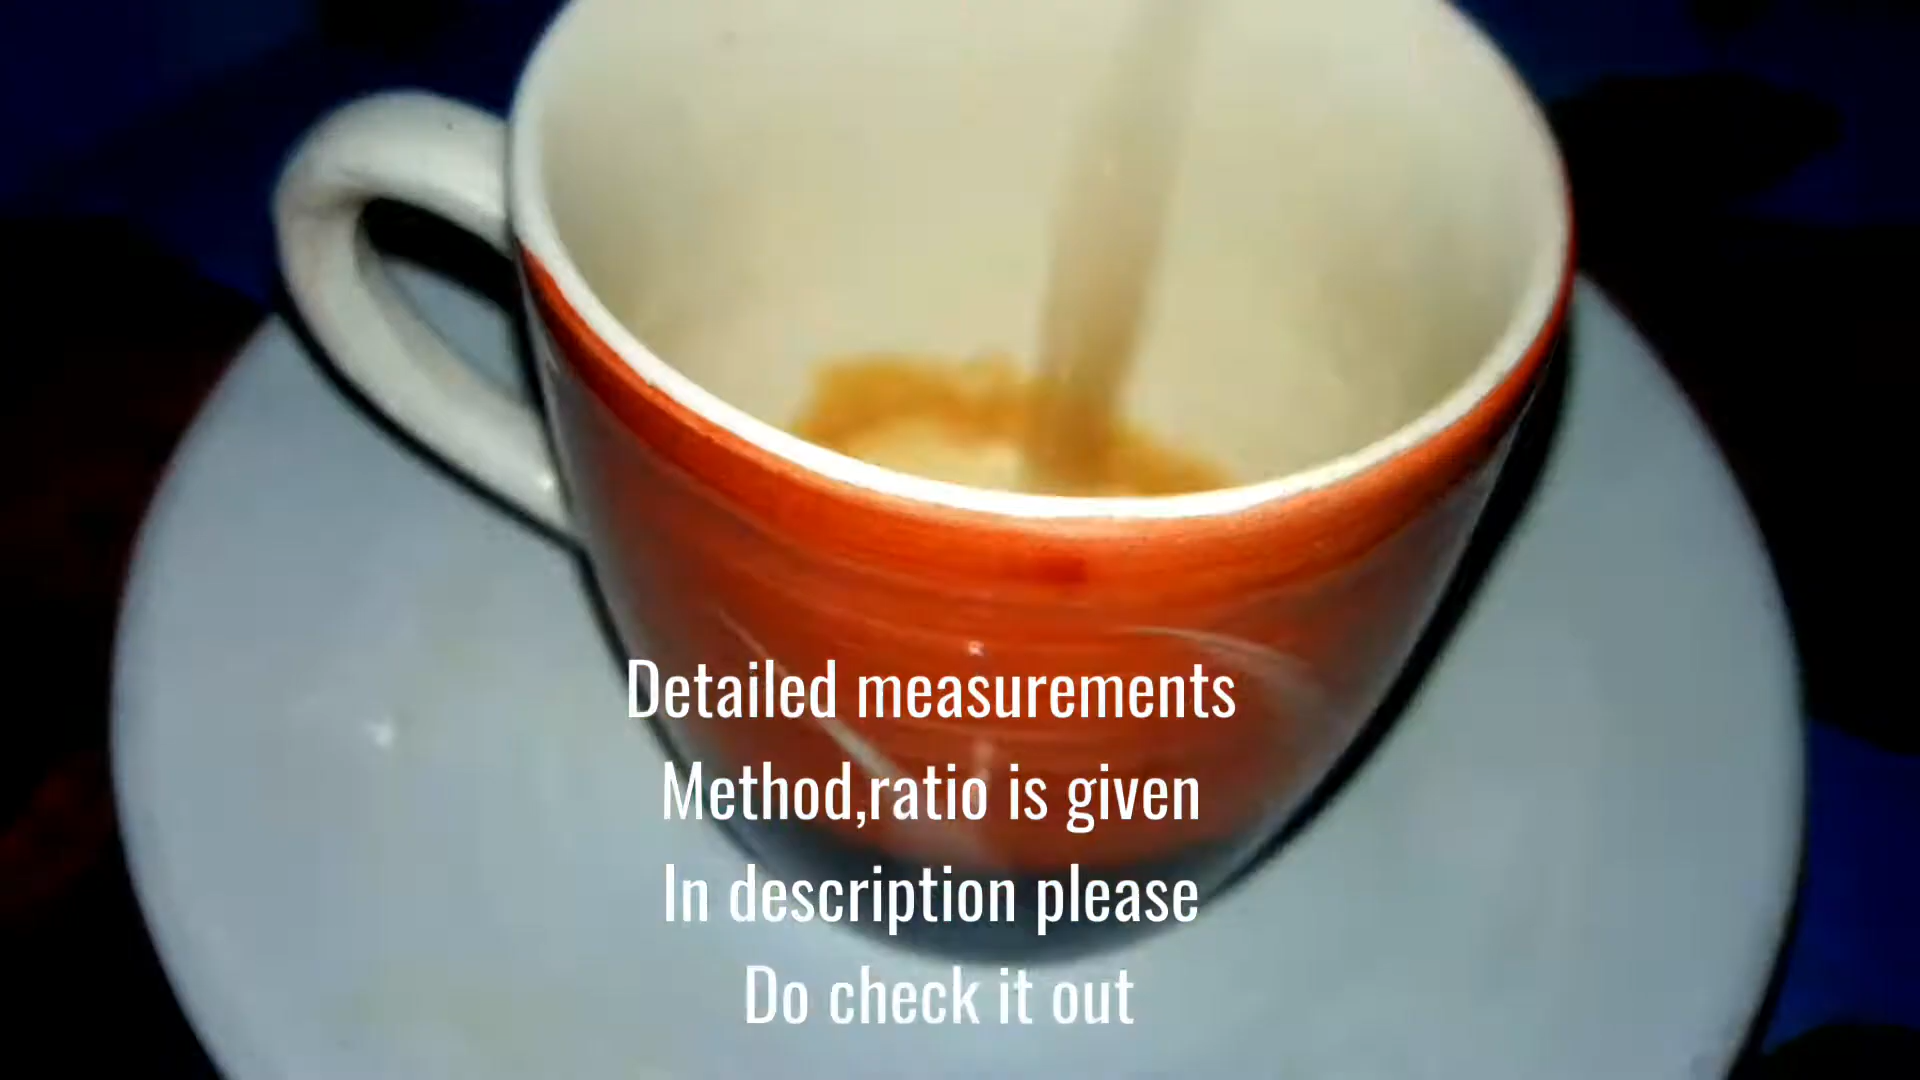 Detailed measurements
Method,ratio is given
In description please
Do check it out